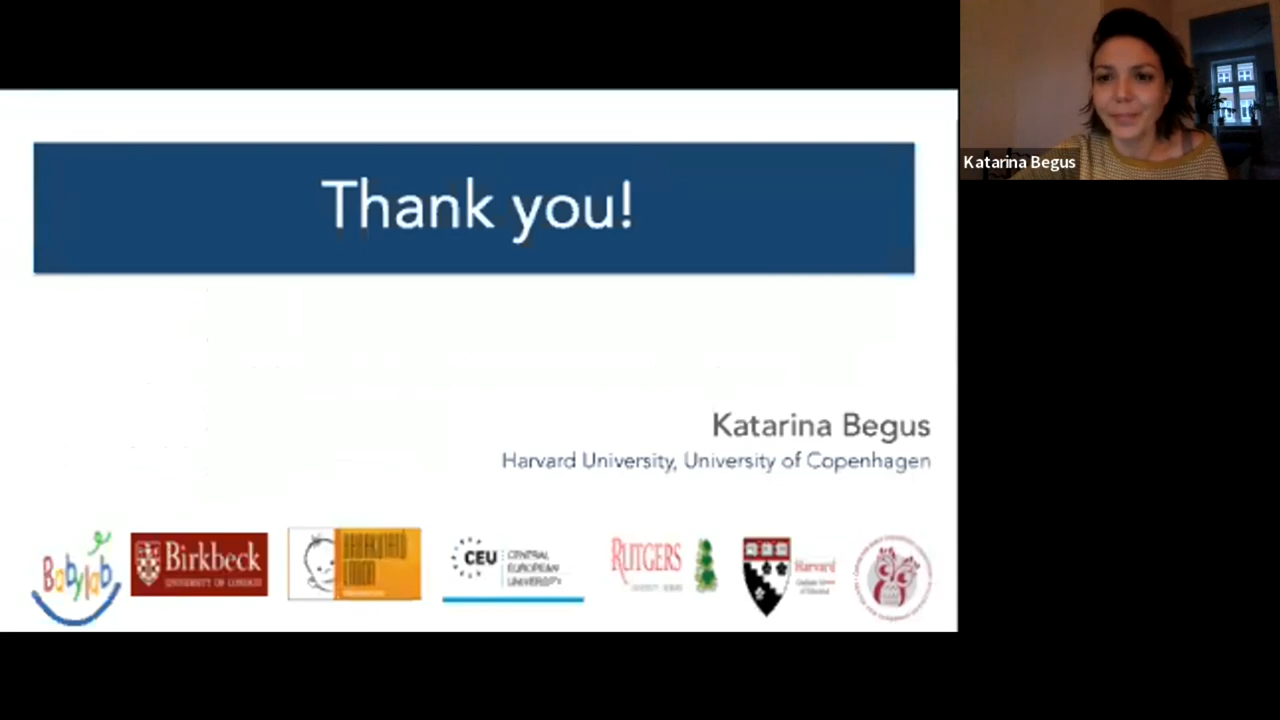 Thank you!
Katarina Begus
Katarina Begus
Harvard University, University of Copenhagen
Babylab
Birkbeck
UNIVERSITY OF LONDON
CEU
CENTRAL
EUROPEAN
UNIVERSITY
RUTGERS
Harvard